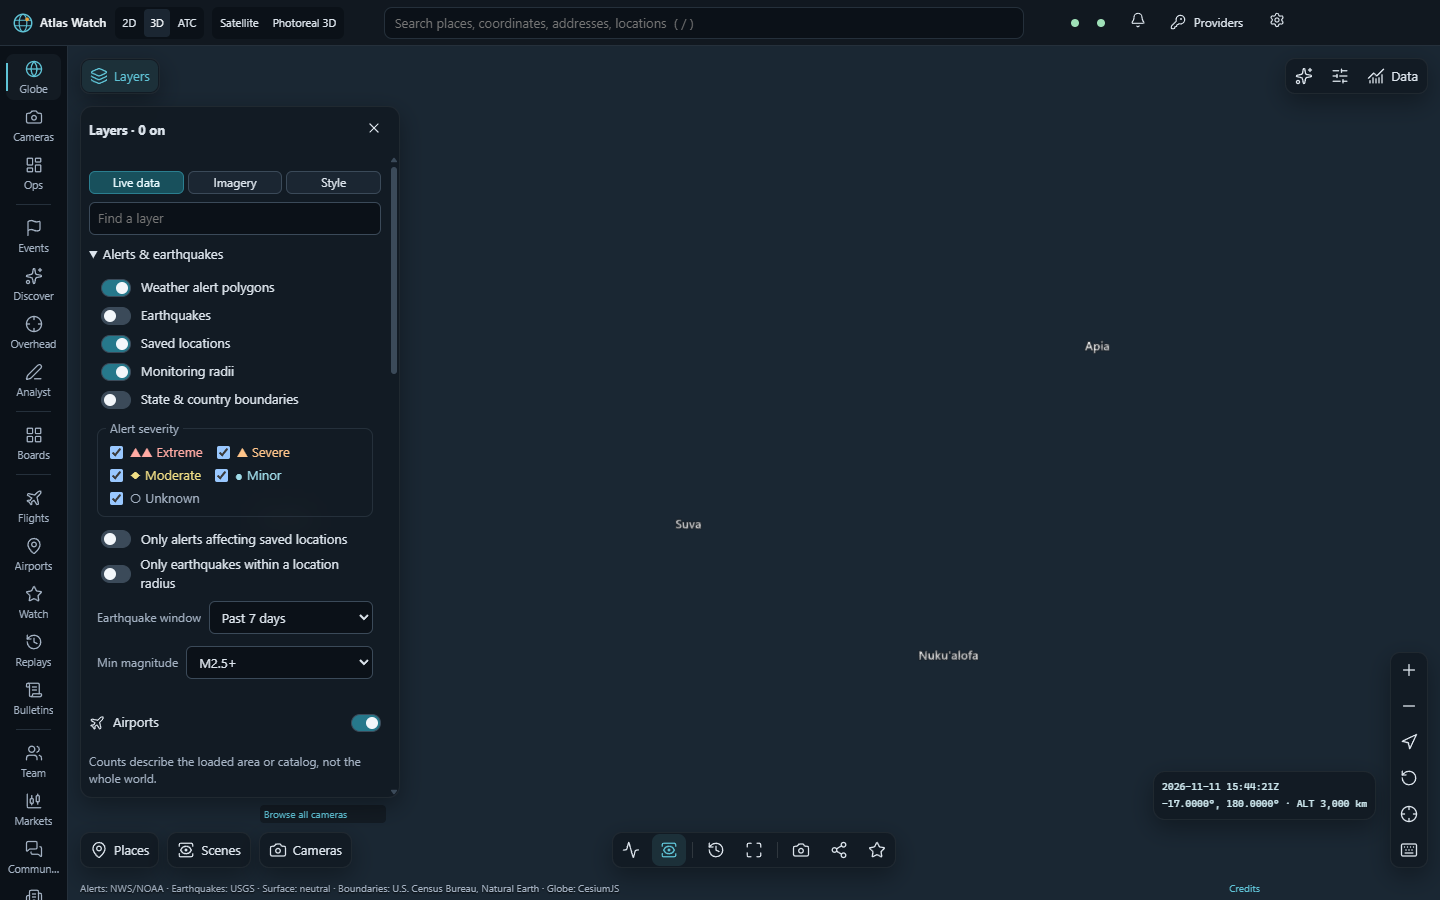 Atlas Watch
2D 3D ATC
Satellite Photoreal 3D
Search places, coordinates, addresses, locations ( / )
Providers
Globe
Cameras
Ops
Events
Discover
Overhead
Analyst
Boards
Flights
Airports
Watch
Replays
Bulletins
Team
Markets
Commun...
Layers
Data
Layers · 0 on
Live data Imagery Style
Find a layer
▼ Alerts & earthquakes
Weather alert polygons
Earthquakes
Saved locations
Monitoring radii
State & country boundaries
Alert severity
▲▲ Extreme ▲ Severe
◆ Moderate ● Minor
○ Unknown
Only alerts affecting saved locations
Only earthquakes within a location
radius
Earthquake window Past 7 days
Min magnitude M2.5+
Airports
Counts describe the loaded area or catalog, not the
whole world.
Browse all cameras
Places
Scenes
Cameras
Apia
Suva
Nuku'alofa
2026-11-11 15:44:21Z
-17.0000°, 180.0000° · ALT 3,000 km
Alerts: NWS/NOAA · Earthquakes: USGS · Surface: neutral · Boundaries: U.S. Census Bureau, Natural Earth · Globe: CesiumJS
Credits